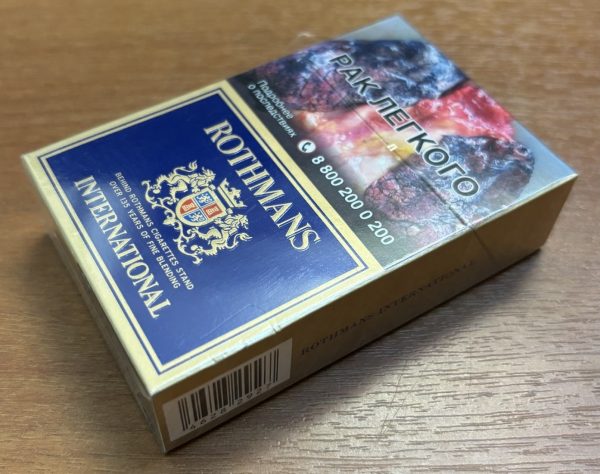 РАК ЛЕГКОГО
Подробнее
о последствиях
8 800 200 0 200
ROTHMANS
BEHIND ROTHMANS CIGARETTES STAND
OVER 135 YEARS OF FINE BLENDING
INTERNATIONAL
ROTHMANS INTERNATIONAL